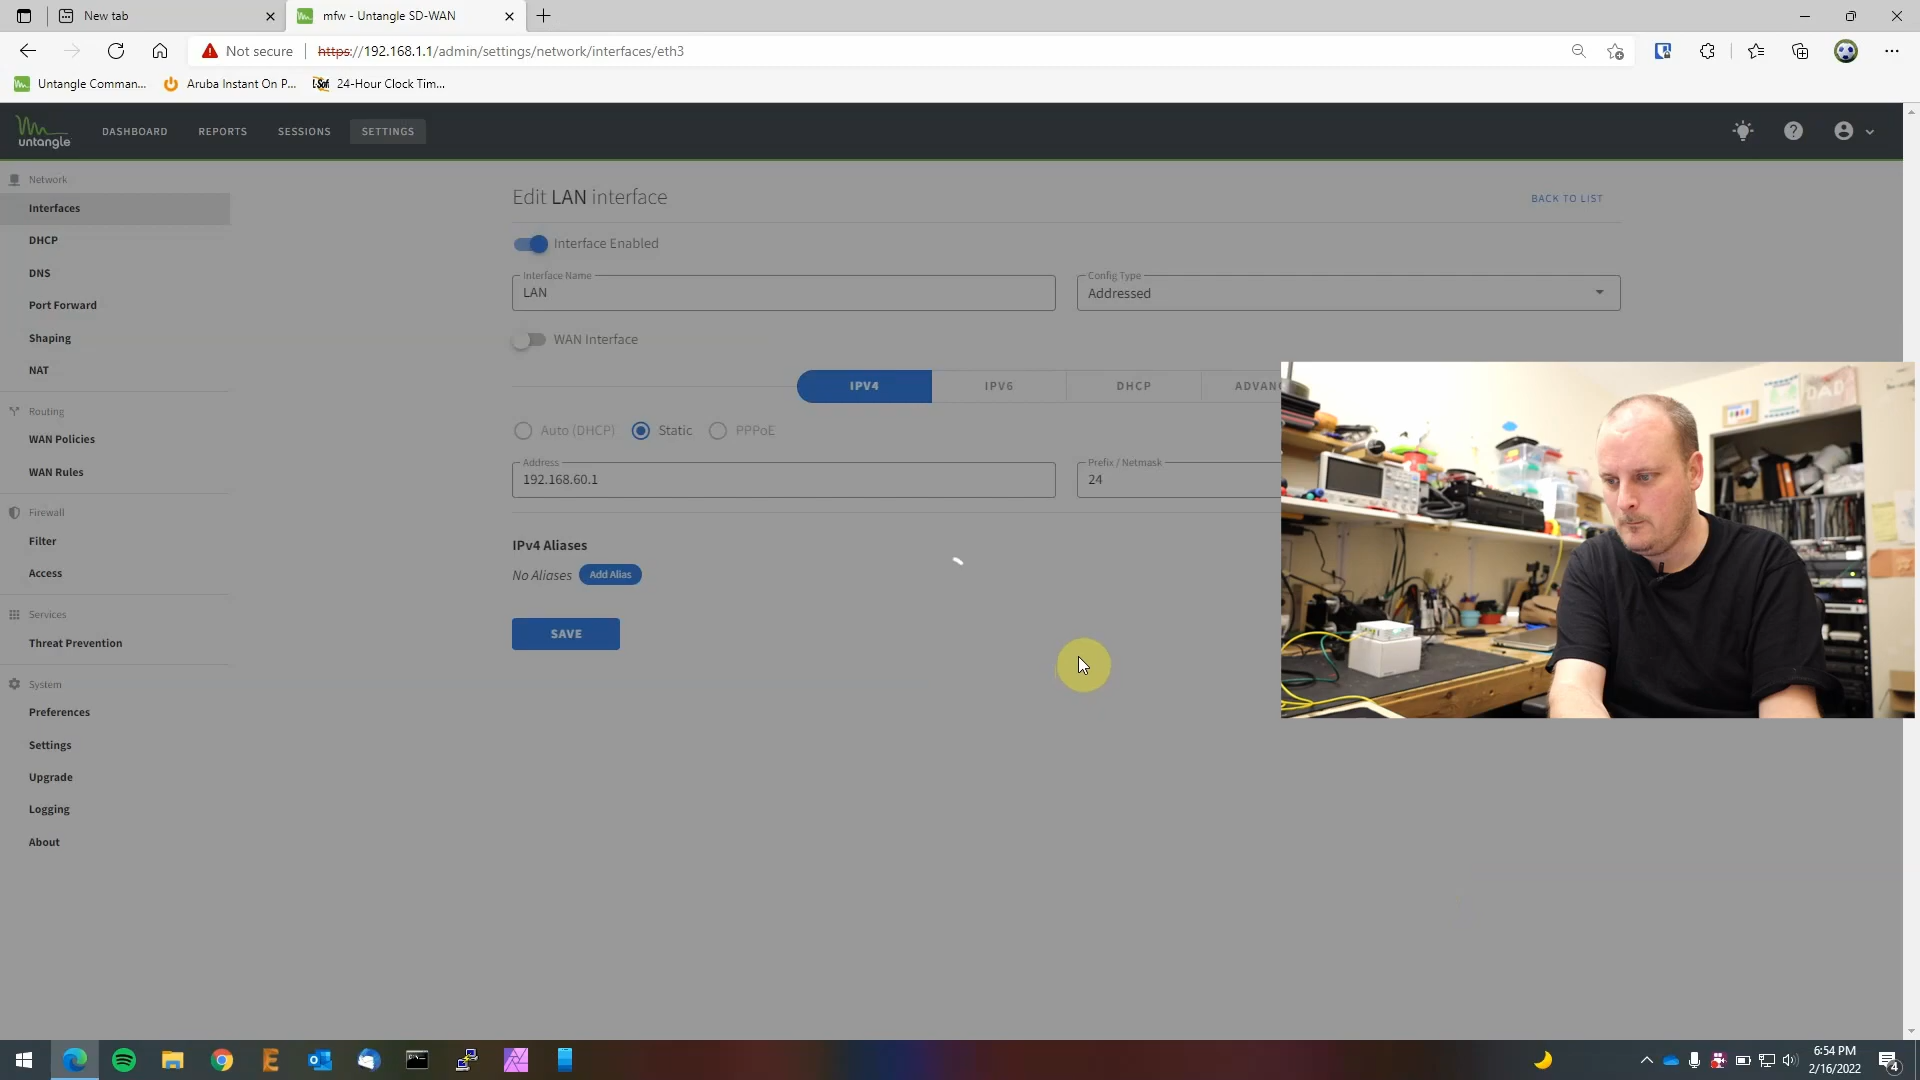 New tab
mfw - Untangle SD-WAN
Not secure
https://192.168.1.1/admin/settings/network/interfaces/eth3
Untangle Comman...
Aruba Instant On P...
24-Hour Clock Tim...
untangle
DASHBOARD
REPORTS
SESSIONS
SETTINGS
Network
Interfaces
DHCP
DNS
Port Forward
Shaping
NAT
Routing
WAN Policies
WAN Rules
Firewall
Filter
Access
Services
Threat Prevention
System
Preferences
Settings
Upgrade
Logging
About
Edit LAN interface
BACK TO LIST
Interface Enabled
Interface Name
LAN
Config Type
Addressed
WAN Interface
IPV4
IPV6
DHCP
ADVANC
Auto (DHCP)
Static
PPPoE
Address
192.168.60.1
Prefix / Netmask
24
IPv4 Aliases
No Aliases
Add Alias
SAVE
DAD
6:54 PM
2/16/2022
4